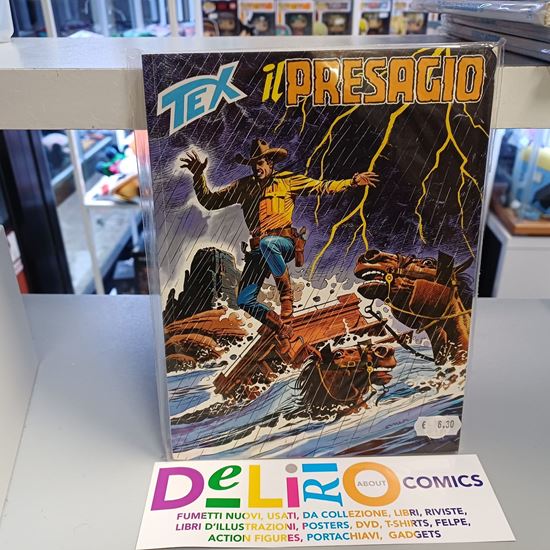 TEX
il PRESAGIO
€ 6.30
DeLiRiO ABOUT COMICS
FUMETTI NUOVI, USATI, DA COLLEZIONE, LIBRI, RIVISTE,
LIBRI D'ILLUSTRAZIONI, POSTERS, DVD, T-SHIRTS, FELPE,
ACTION FIGURES, PORTACHIAVI, GADGETS